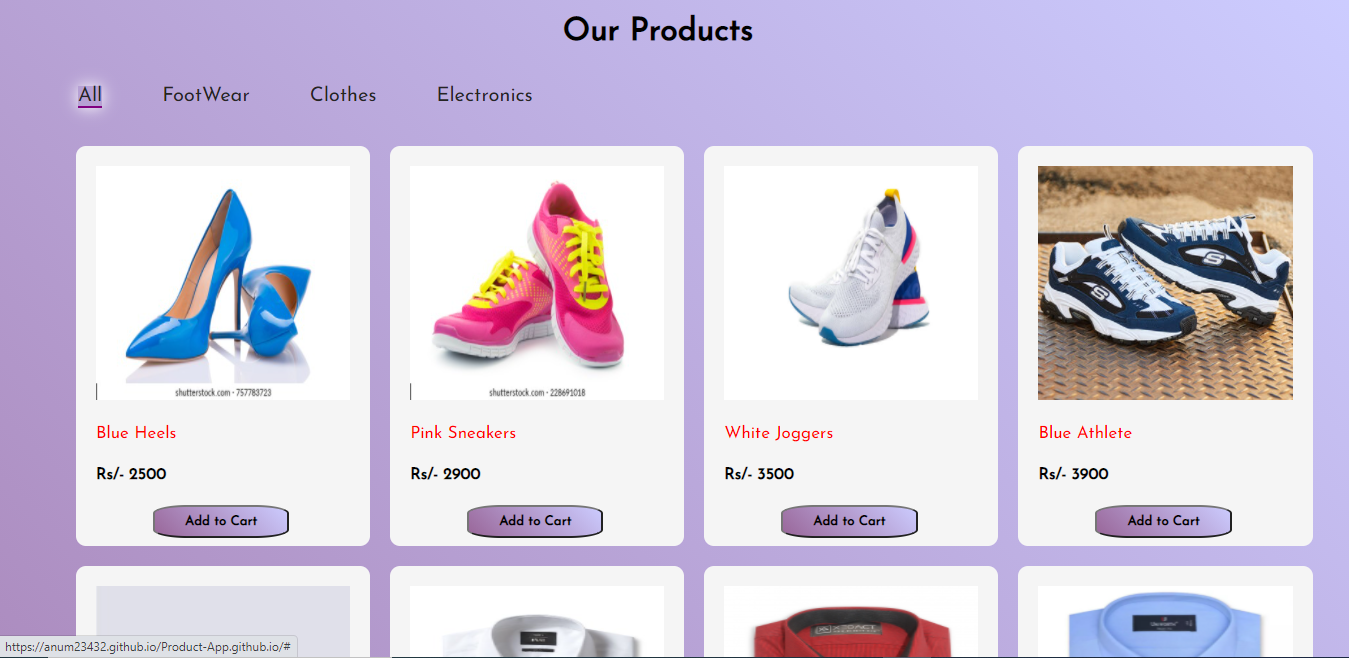 Our Products
All FootWear Clothes Electronics
shutterstock.com · 757783723
shutterstock.com · 228691018
S
S
Blue Heels Pink Sneakers White Joggers Blue Athlete
Rs/- 2500 Rs/- 2900 Rs/- 3500 Rs/- 3900
Add to Cart Add to Cart Add to Cart Add to Cart
https://anum23432.github.io/Product-App.github.io/#